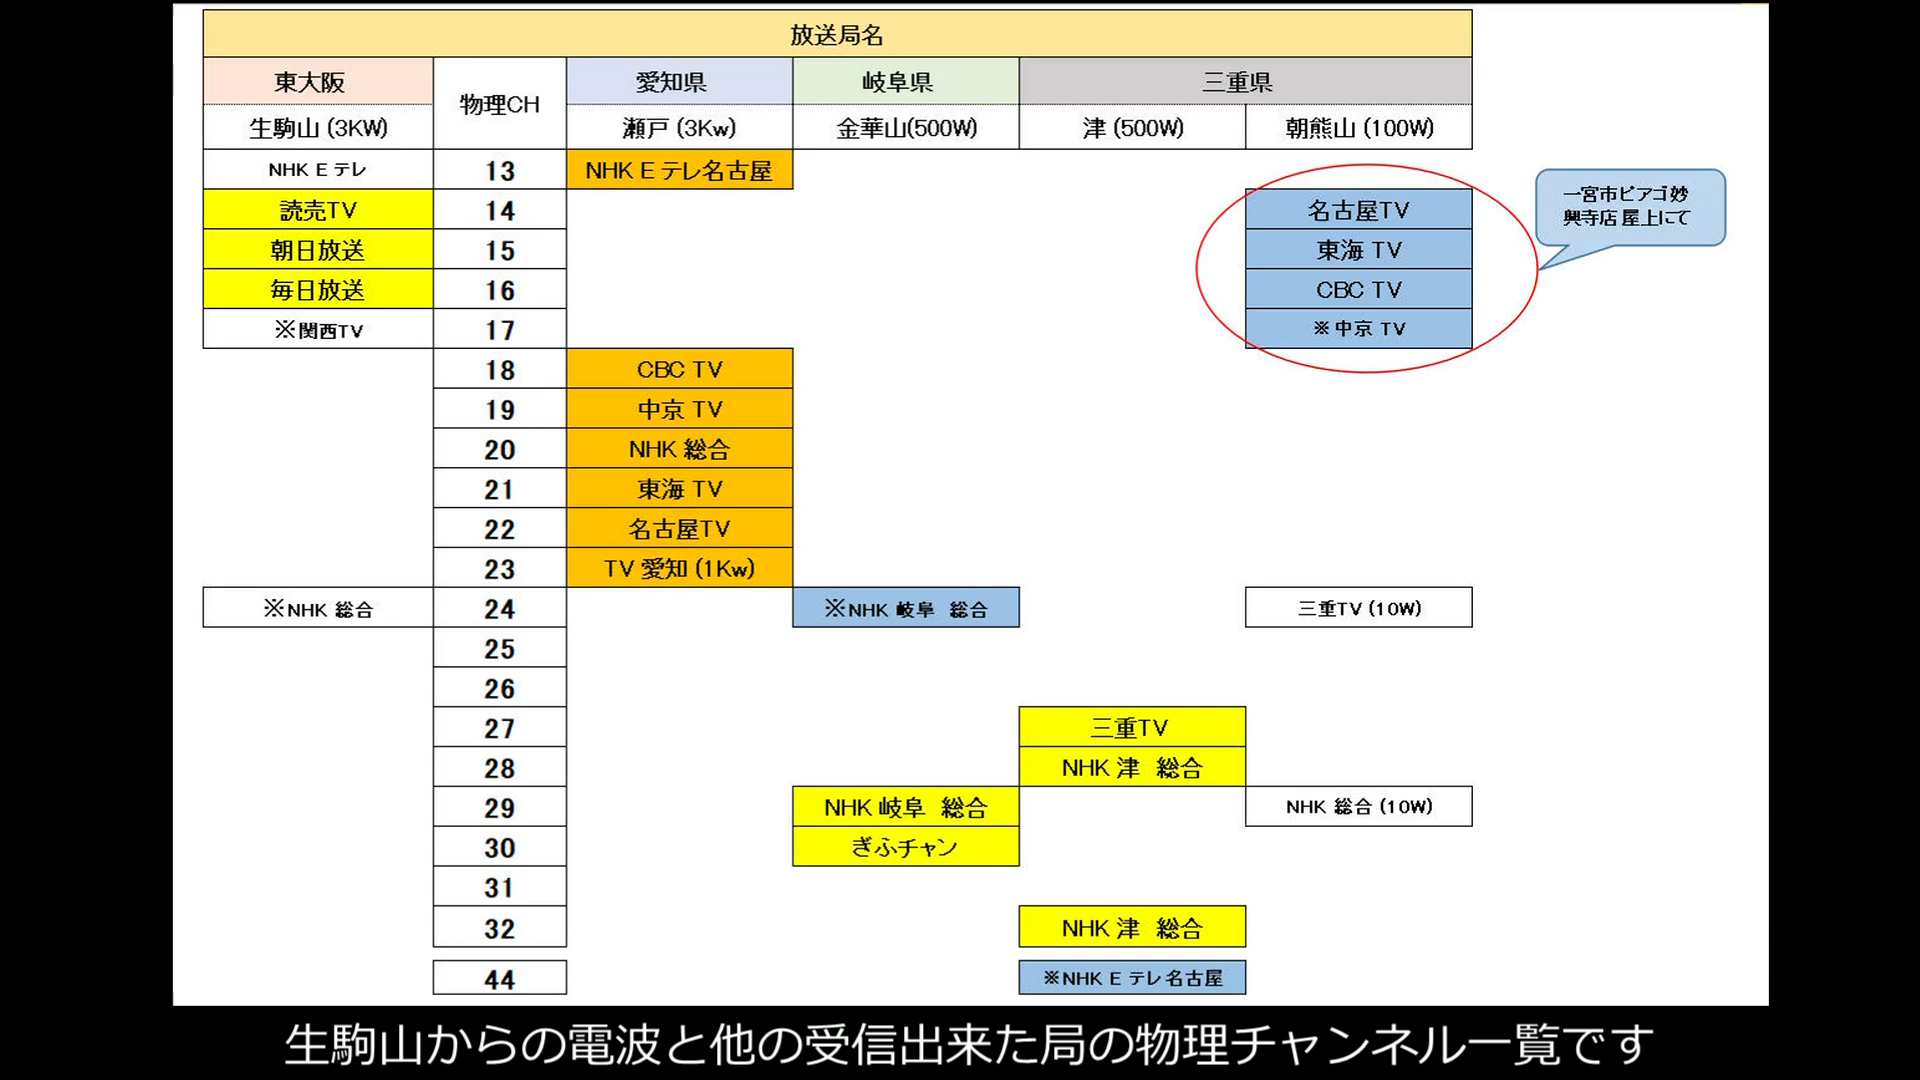 放送局名
東大阪 物理CH 愛知県 岐阜県 三重県
生駒山 (3KW) 瀬戸 (3Kw) 金華山(500W) 津 (500W) 朝熊山 (100W)
NHK E テレ 13 NHK E テレ名古屋
読売TV 14 名古屋TV
朝日放送 15 東海 TV
毎日放送 16 CBC TV
※関西TV 17 ※中京 TV
一宮市ピアゴ妙
興寺店 屋上にて
18 CBC TV
19 中京 TV
20 NHK 総合
21 東海 TV
22 名古屋TV
23 TV 愛知 (1Kw)
※NHK 総合 24 ※NHK 岐阜 総合 三重TV (10W)
25
26
27 三重TV
28 NHK 津 総合
29 NHK 岐阜 総合 NHK 総合 (10W)
30 ぎふチャン
31
32 NHK 津 総合
44 ※NHK E テレ名古屋
生駒山からの電波と他の受信出来た局の物理チャンネル一覧です